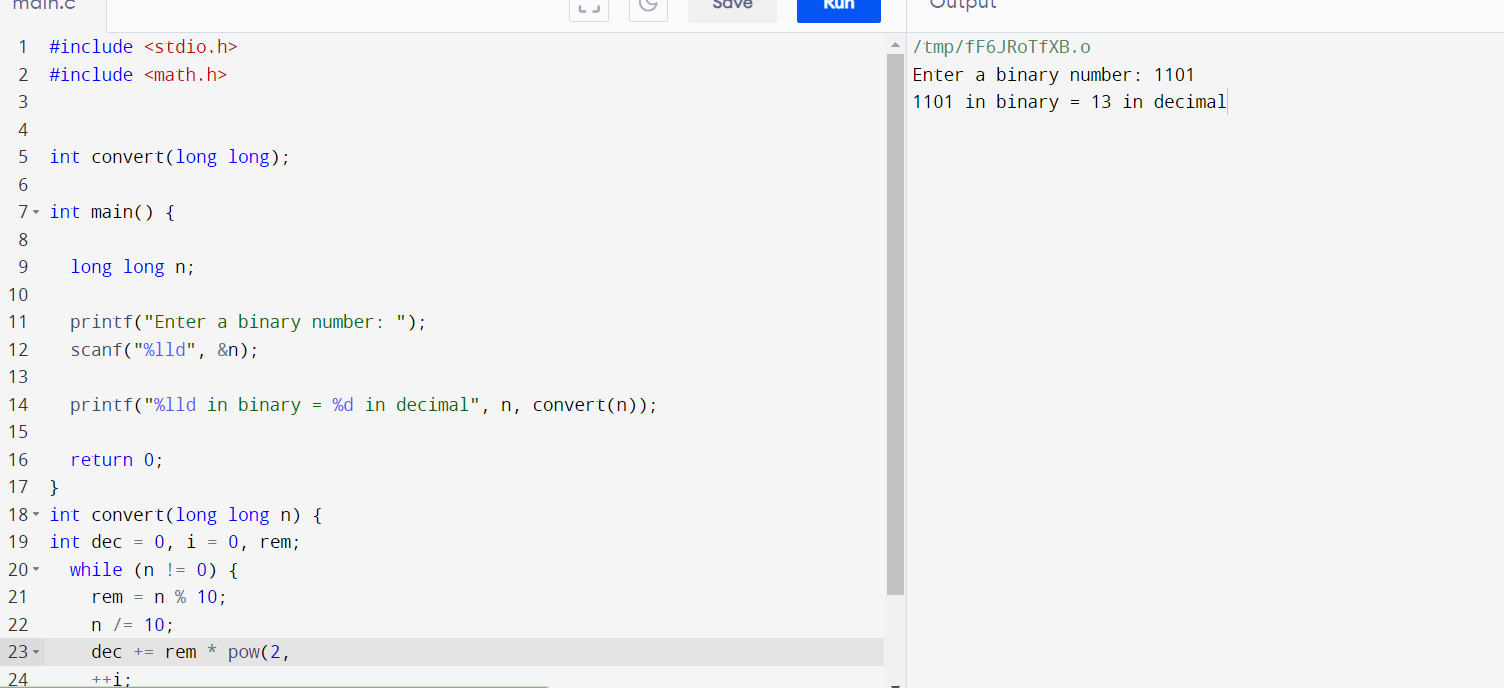 main.c
Save
Run
Output
1 #include <stdio.h>
2 #include <math.h>
3
4
5 int convert(long long);
6
7 int main() {
8
9   long long n;
10
11   printf("Enter a binary number: ");
12   scanf("%lld", &n);
13
14   printf("%lld in binary = %d in decimal", n, convert(n));
15
16   return 0;
17 }
18 int convert(long long n) {
19 int dec = 0, i = 0, rem;
20   while (n != 0) {
21     rem = n % 10;
22     n /= 10;
23     dec += rem * pow(2,
24     ++i;
/tmp/fF6JRoTfXB.o
Enter a binary number: 1101
1101 in binary = 13 in decimal